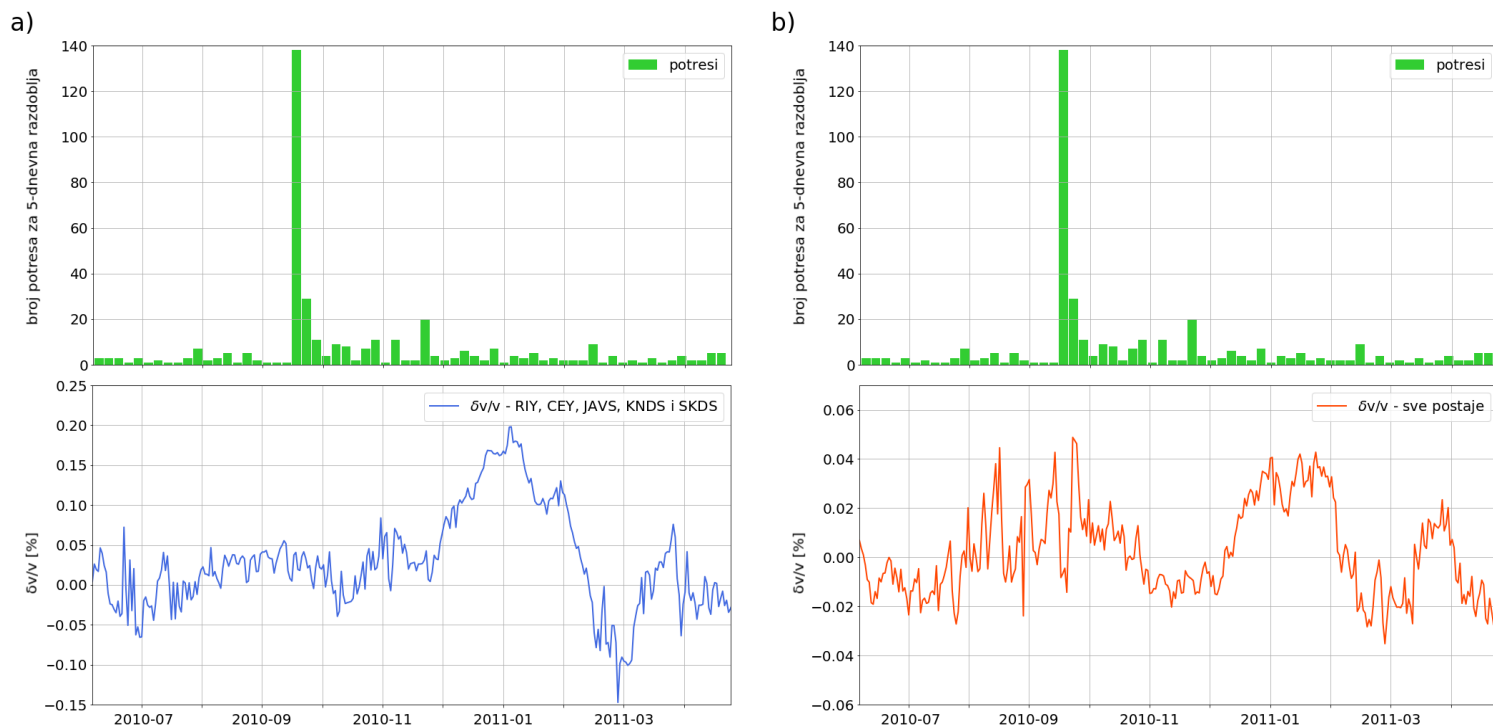 a)
140
120
100
80
60
40
20
0
broj potresa za 5-dnevna razdoblja
potresi
0.25
0.20
0.15
0.10
0.05
0.00
−0.05
−0.10
−0.15
δv/v [%]
δv/v - RIY, CEY, JAVS, KNDS i SKDS
2010-07 2010-09 2010-11 2011-01 2011-03
b)
140
120
100
80
60
40
20
0
broj potresa za 5-dnevna razdoblja
potresi
0.06
0.04
0.02
0.00
−0.02
−0.04
−0.06
δv/v [%]
δv/v - sve postaje
2010-07 2010-09 2010-11 2011-01 2011-03